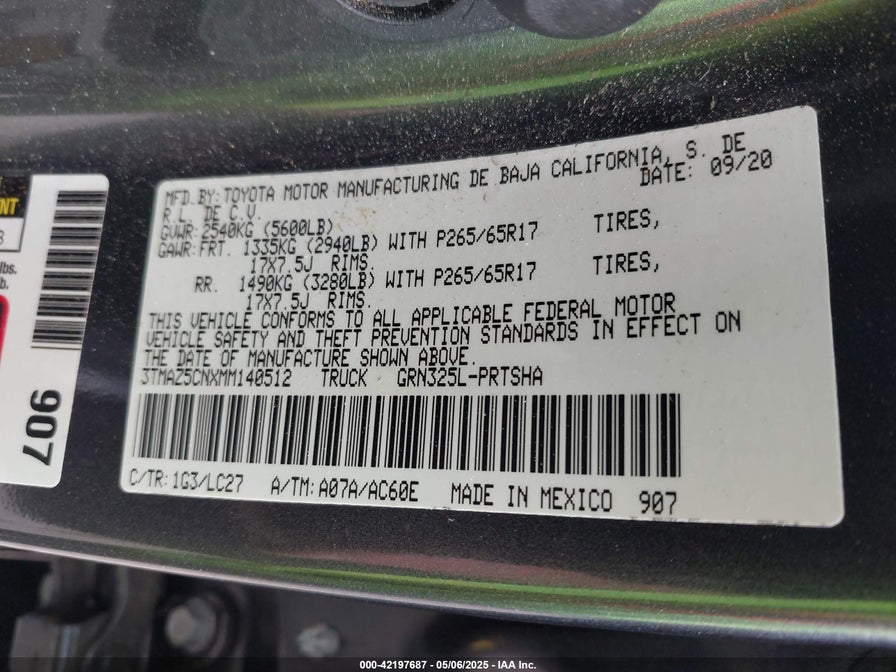 MFD.BY:TOYOTA MOTOR MANUFACTURING DE BAJA CALIFORNIA, S. DE
R.L. DE C.V. DATE: 09/20
GVWR:2540KG (5600LB)
GAWR:FRT. 1335KG (2940LB) WITH P265/65R17 TIRES,
17X7.5J RIMS.
RR. 1490KG (3280LB) WITH P265/65R17 TIRES,
17X7.5J RIMS.
THIS VEHICLE CONFORMS TO ALL APPLICABLE FEDERAL MOTOR
VEHICLE SAFETY AND THEFT PREVENTION STANDARDS IN EFFECT ON
THE DATE OF MANUFACTURE SHOWN ABOVE.
3TMAZ5CNXMM140512 TRUCK GRN325L-PRTSHA
C/TR:1G3/LC27 A/TM:A07A/AC60E MADE IN MEXICO 907
lbs.
907
000-42197687 - 05/06/2025 - IAA Inc.